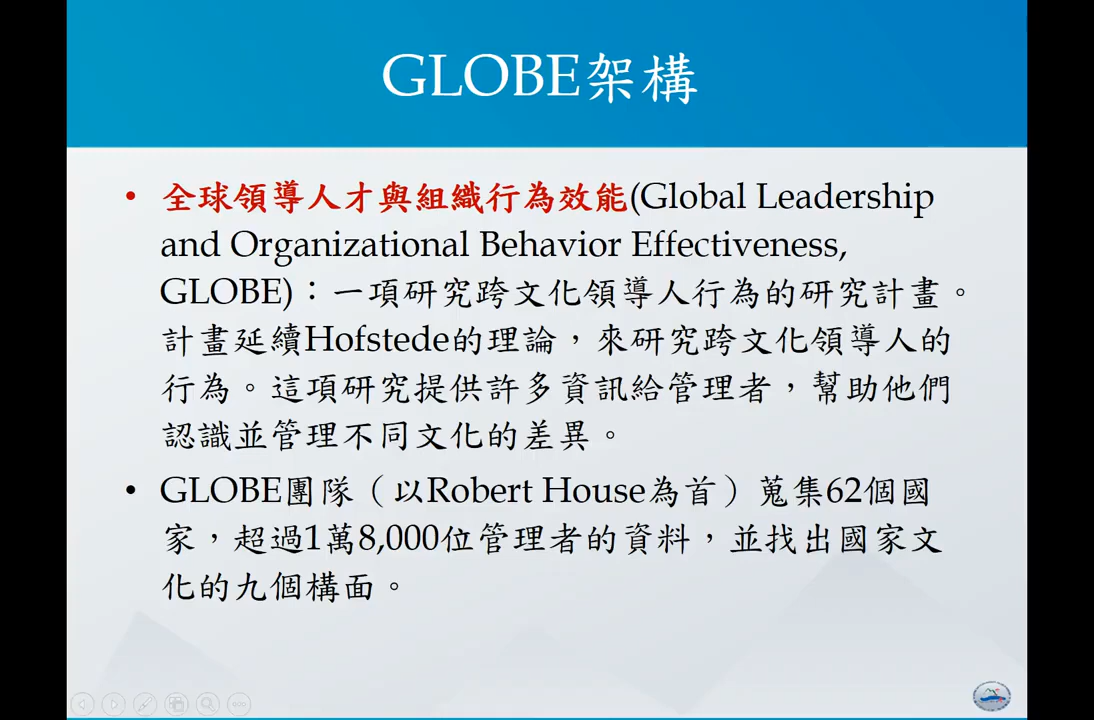 GLOBE架構
• 全球領導人才與組織行為效能(Global Leadership
and Organizational Behavior Effectiveness,
GLOBE)：一項研究跨文化領導人行為的研究計畫。
計畫延續Hofstede的理論，來研究跨文化領導人的
行為。這項研究提供許多資訊給管理者，幫助他們
認識並管理不同文化的差異。
• GLOBE團隊（以Robert House為首）蒐集62個國
家，超過1萬8,000位管理者的資料，並找出國家文
化的九個構面。